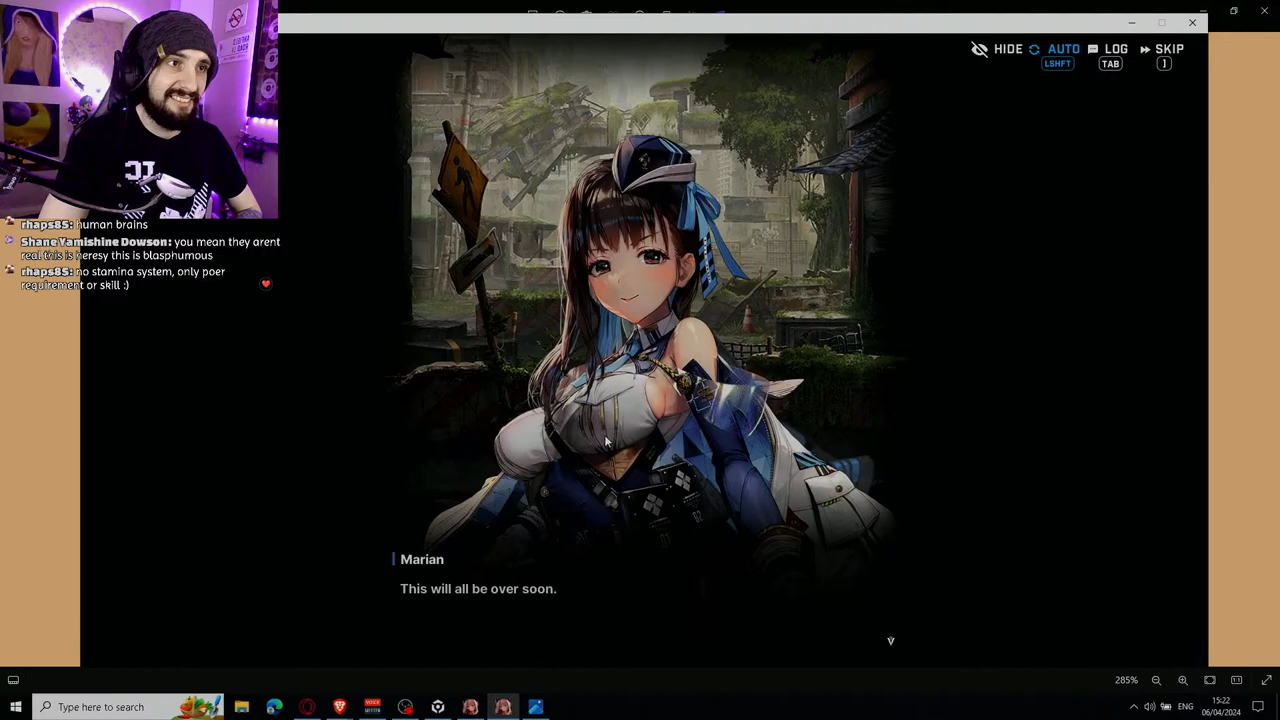 HIDE AUTO LOG SKIP
LSHFT TAB ]
rhaps8S: human brains
Shane Yamishine Dowson: you mean they arent
real this is heresy this is blasphumous
rhaps8S: no stamina system, only poer
requirement or skill :)
Marian
This will all be over soon.
285%
Type here to search
ENG
15:22
06/04/2024